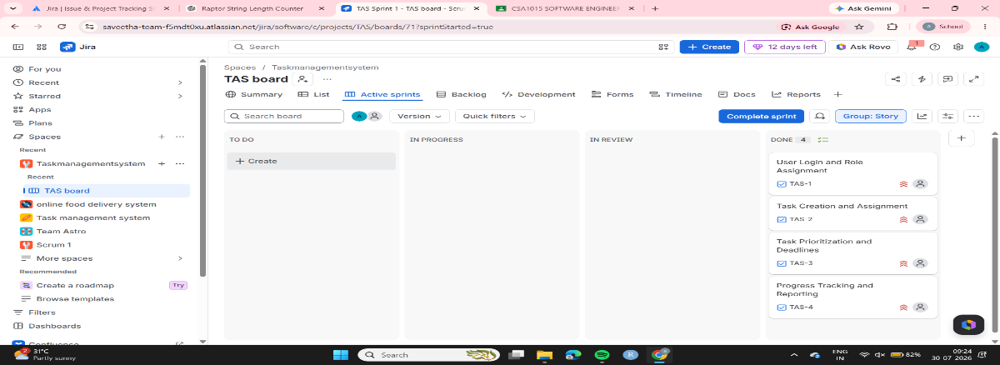 Jira | Issue & Project Tracking S
Raptor String Length Counter
TAS Sprint 1 - TAS board - Scru
CSA1015 SOFTWARE ENGINEER
Ask Gemini
saveetha-team-f5mdt0xu.atlassian.net/jira/software/c/projects/TAS/boards/71?sprintStarted=true
Ask Google
School
Jira
Search
Create
12 days left
Ask Rovo
1
For you
Recent
Starred
Apps
Plans
Spaces
Recent
Taskmanagementsystem
Recent
TAS board
online food delivery system
Task management system
Team Astro
Scrum 1
More spaces
Recommended
Create a roadmap
Try
Browse templates
Filters
Dashboards
Confluence
Spaces / Taskmanagementsystem
TAS board
Summary
List
Active sprints
Backlog
Development
Forms
Timeline
Docs
Reports
Search board
A
Version
Quick filters
Complete sprint
Group: Story
TO DO
Create
IN PROGRESS
IN REVIEW
DONE 4
User Login and Role
Assignment
TAS-1
Task Creation and Assignment
TAS-2
Task Prioritization and
Deadlines
TAS-3
Progress Tracking and
Reporting
TAS-4
2
31°C
Partly sunny
Search
R
ENG
IN
82%
09:24
30-07-2026